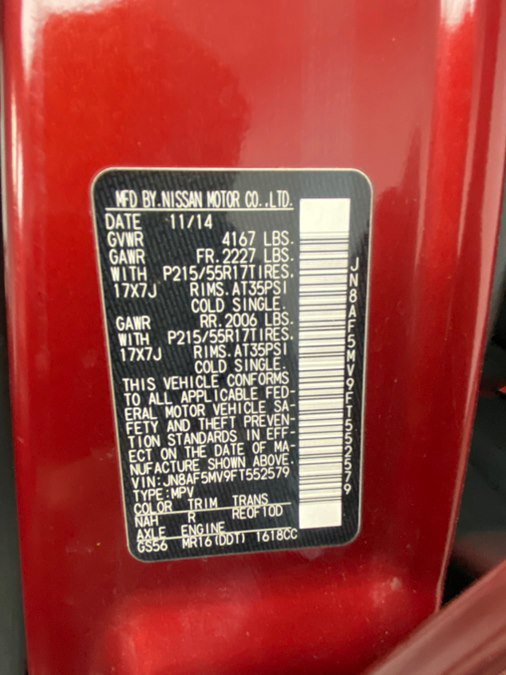 MFD BY.NISSAN MOTOR CO.,LTD.
DATE 11/14
GVWR 4167 LBS.
GAWR FR.2227 LBS.
WITH P215/55R17TIRES.
17X7J RIMS.AT35PSI
COLD SINGLE.
GAWR RR.2006 LBS.
WITH P215/55R17TIRES.
17X7J RIMS.AT35PSI
COLD SINGLE.
THIS VEHICLE CONFORMS
TO ALL APPLICABLE FED-
ERAL MOTOR VEHICLE SA-
FETY AND THEFT PREVEN-
TION STANDARDS IN EFF-
ECT ON THE DATE OF MA-
NUFACTURE SHOWN ABOVE.
VIN:JN8AF5MV9FT552579
TYPE:MPV
COLOR TRIM TRANS
NAH R REOF10D
AXLE ENGINE
GS56 MR16(DDT) 1618CC
JN8AF5MV9FT552579